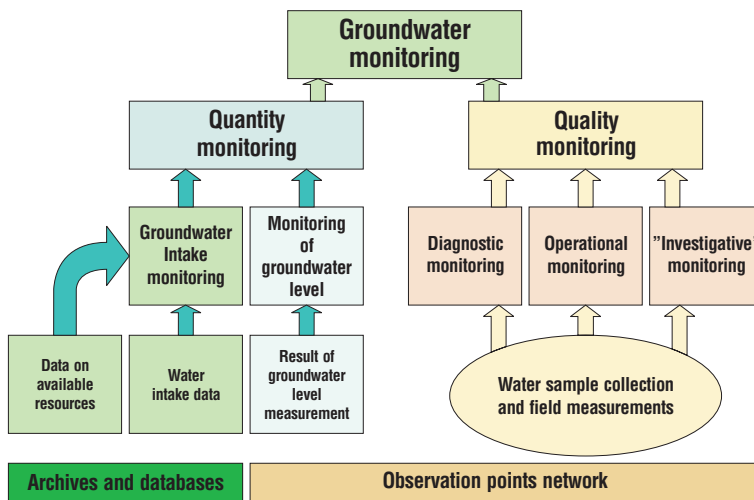 Groundwater
monitoring
Quantity
monitoring
Quality
monitoring
Groundwater
Intake
monitoring
Monitoring
of
groundwater
level
Diagnostic
monitoring
Operational
monitoring
"Investigative"
monitoring
Data on
available
resources
Water
intake data
Result of
groundwater
level
measurement
Water sample collection
and field measurements
Archives and databases
Observation points network